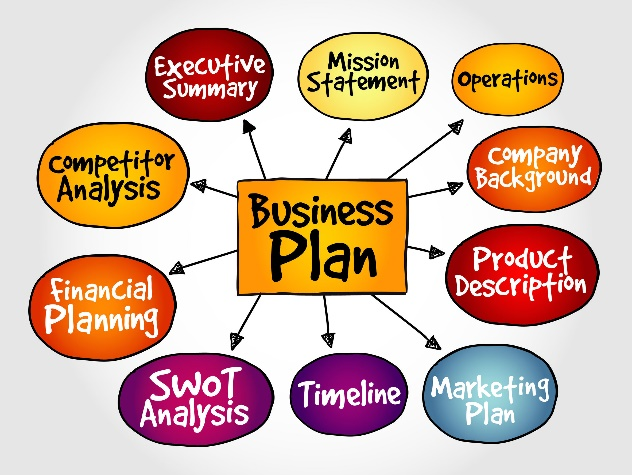 Executive
Summary
Mission
Statement
Operations
Competitor
Analysis
Company
Background
Business
Plan
Product
Description
Financial
Planning
SWOT
Analysis
Timeline
Marketing
Plan